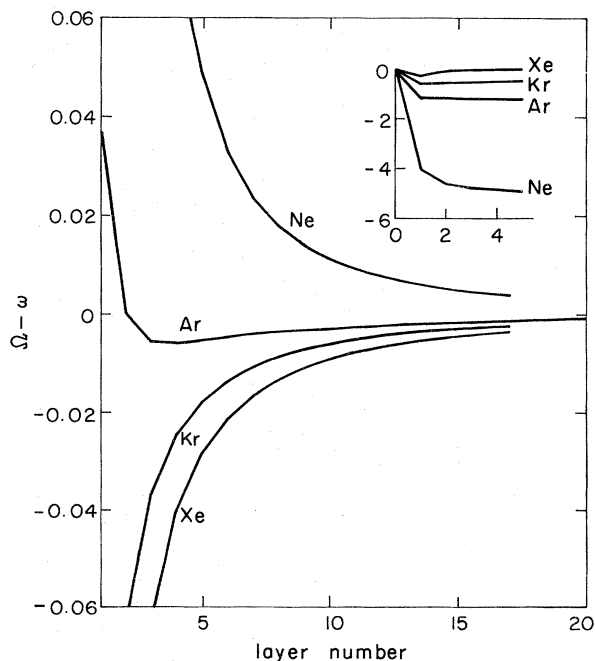 0.06
0.04
0.02
0
-0.02
-0.04
-0.06
Ω – ω
5
10
15
20
layer number
Ne
Ar
Kr
Xe
0
-2
-4
-6
0
2
4
Xe
Kr
Ar
Ne